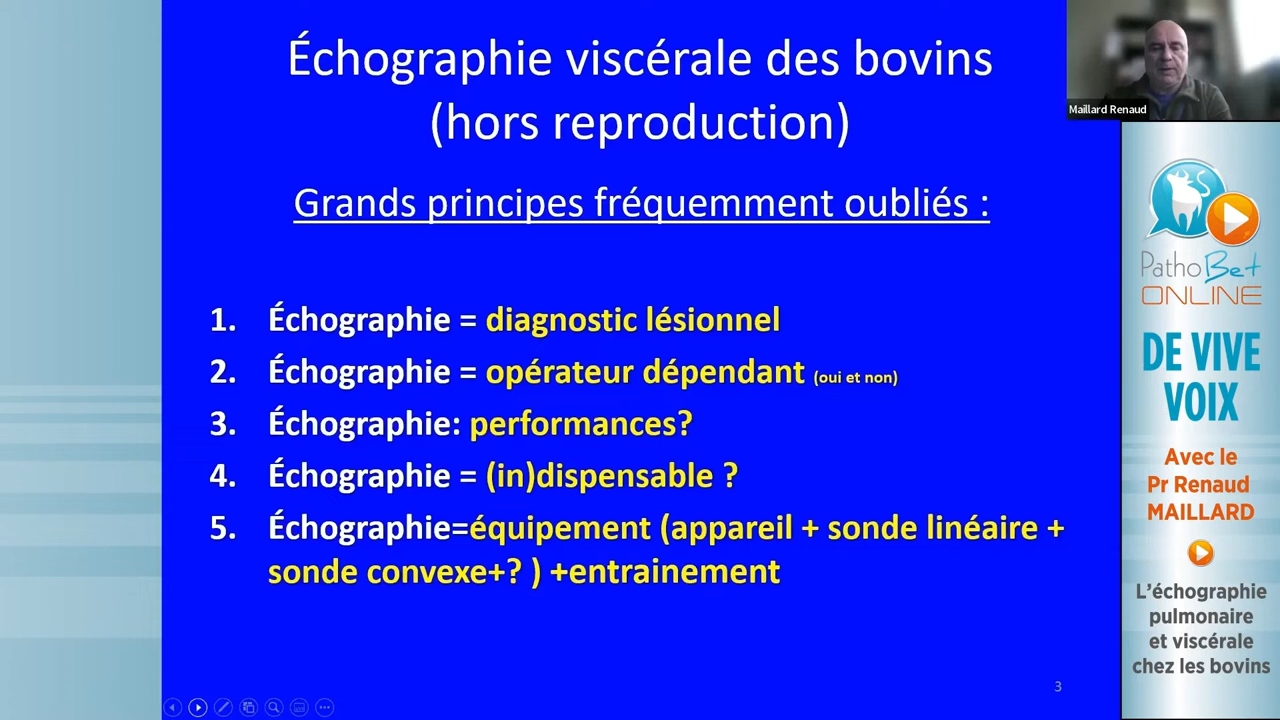 Échographie viscérale des bovins
(hors reproduction)
Grands principes fréquemment oubliés :
1. Échographie = diagnostic lésionnel
2. Échographie = opérateur dépendant (oui et non)
3. Échographie: performances?
4. Échographie = (in)dispensable ?
5. Échographie=équipement (appareil + sonde linéaire +
sonde convexe+? ) +entrainement
3
Maillard Renaud
PathoBet
ONLINE
DE VIVE
VOIX
Avec le
Pr Renaud
MAILLARD
L'échographie
pulmonaire
et viscérale
chez les bovins